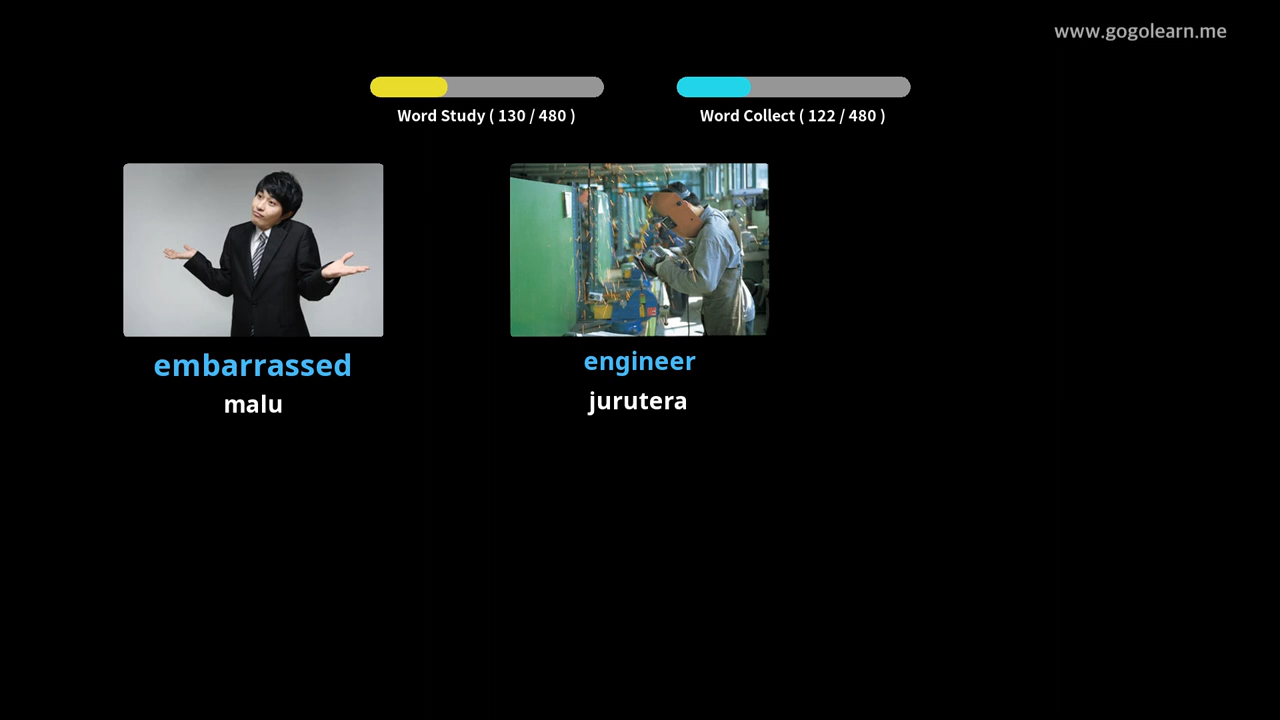 www.gogolearn.me
Word Study ( 130 / 480 )
Word Collect ( 122 / 480 )
embarrassed
malu
engineer
jurutera